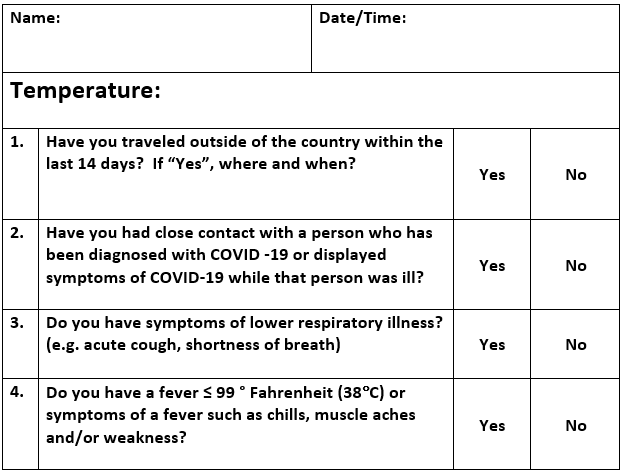 Name: Date/Time:
Temperature:
1. Have you traveled outside of the country within the
last 14 days?  If “Yes”, where and when?
Yes No
2. Have you had close contact with a person who has
been diagnosed with COVID -19 or displayed
symptoms of COVID-19 while that person was ill?
Yes No
3. Do you have symptoms of lower respiratory illness?
(e.g. acute cough, shortness of breath)
Yes No
4. Do you have a fever ≤ 99 ° Fahrenheit (38°C) or
symptoms of a fever such as chills, muscle aches
and/or weakness?
Yes No